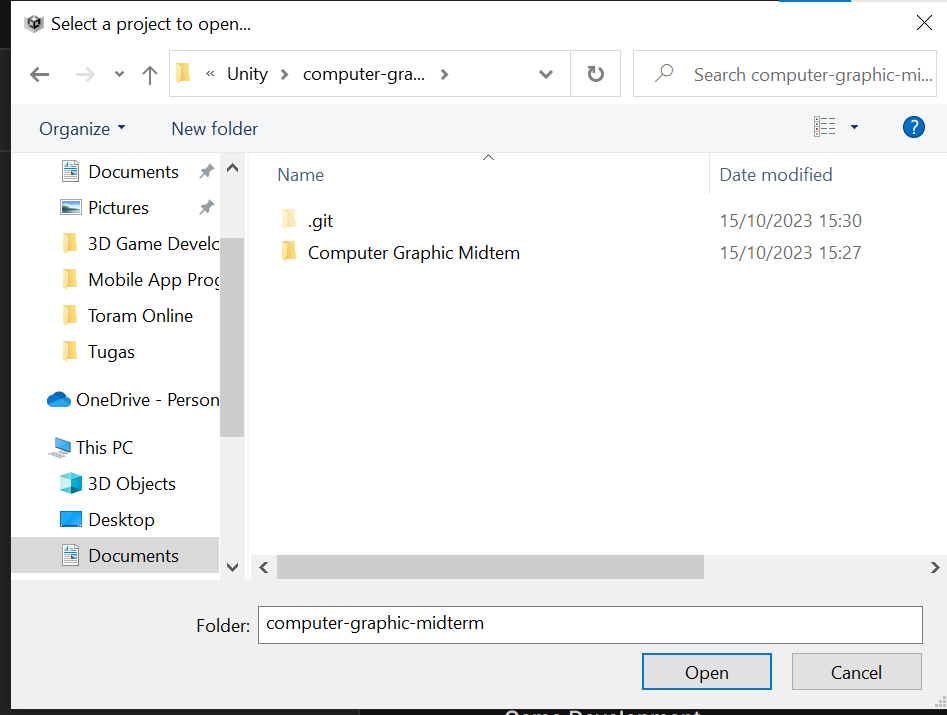 Select a project to open...
« Unity > computer-gra... >
Search computer-graphic-mi...
Organize
New folder
?
Name
Date modified
Documents
Pictures
3D Game Develo
Mobile App Prog
Toram Online
Tugas
OneDrive - Person
This PC
3D Objects
Desktop
Documents
.git
15/10/2023 15:30
Computer Graphic Midtem
15/10/2023 15:27
Folder:
computer-graphic-midterm
Open
Cancel
Game Development